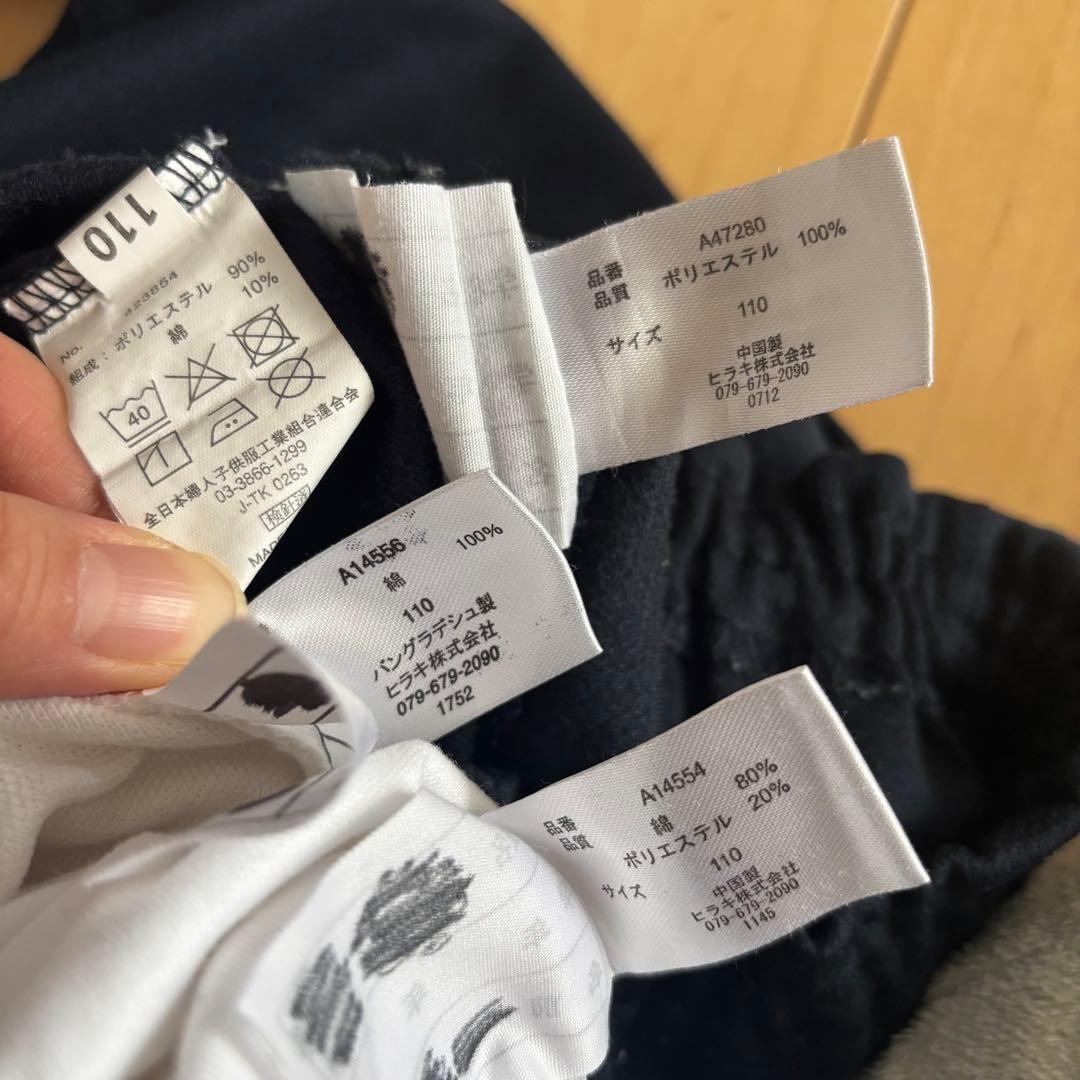 110
No. 423854
組成:ポリエステル 90%
綿 10%
40
全日本婦人子供服工業組合連合会
03-3866-1299
J-TK 0263
検針済
MA
品番 A47280
品質 ポリエステル 100%
サイズ 110
中国製
ヒラキ株式会社
079-679-2090
0712
A14556
綿 100%
110
バングラデシュ製
ヒラキ株式会社
079-679-2090
1752
品番 A14554
品質 綿 80%
ポリエステル 20%
サイズ 110
中国製
ヒラキ株式会社
079-679-2090
1145